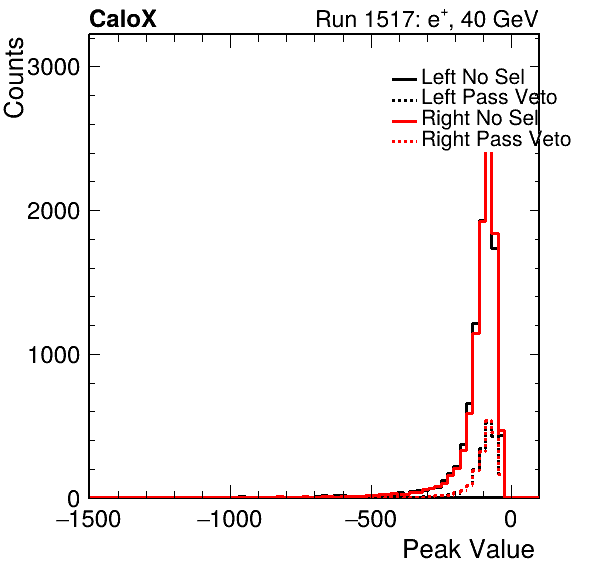 CaloX Run 1517: e⁺, 40 GeV
Counts
3000
2000
1000
0
Left No Sel
Left Pass Veto
Right No Sel
Right Pass Veto
−1500 −1000 −500 0
Peak Value